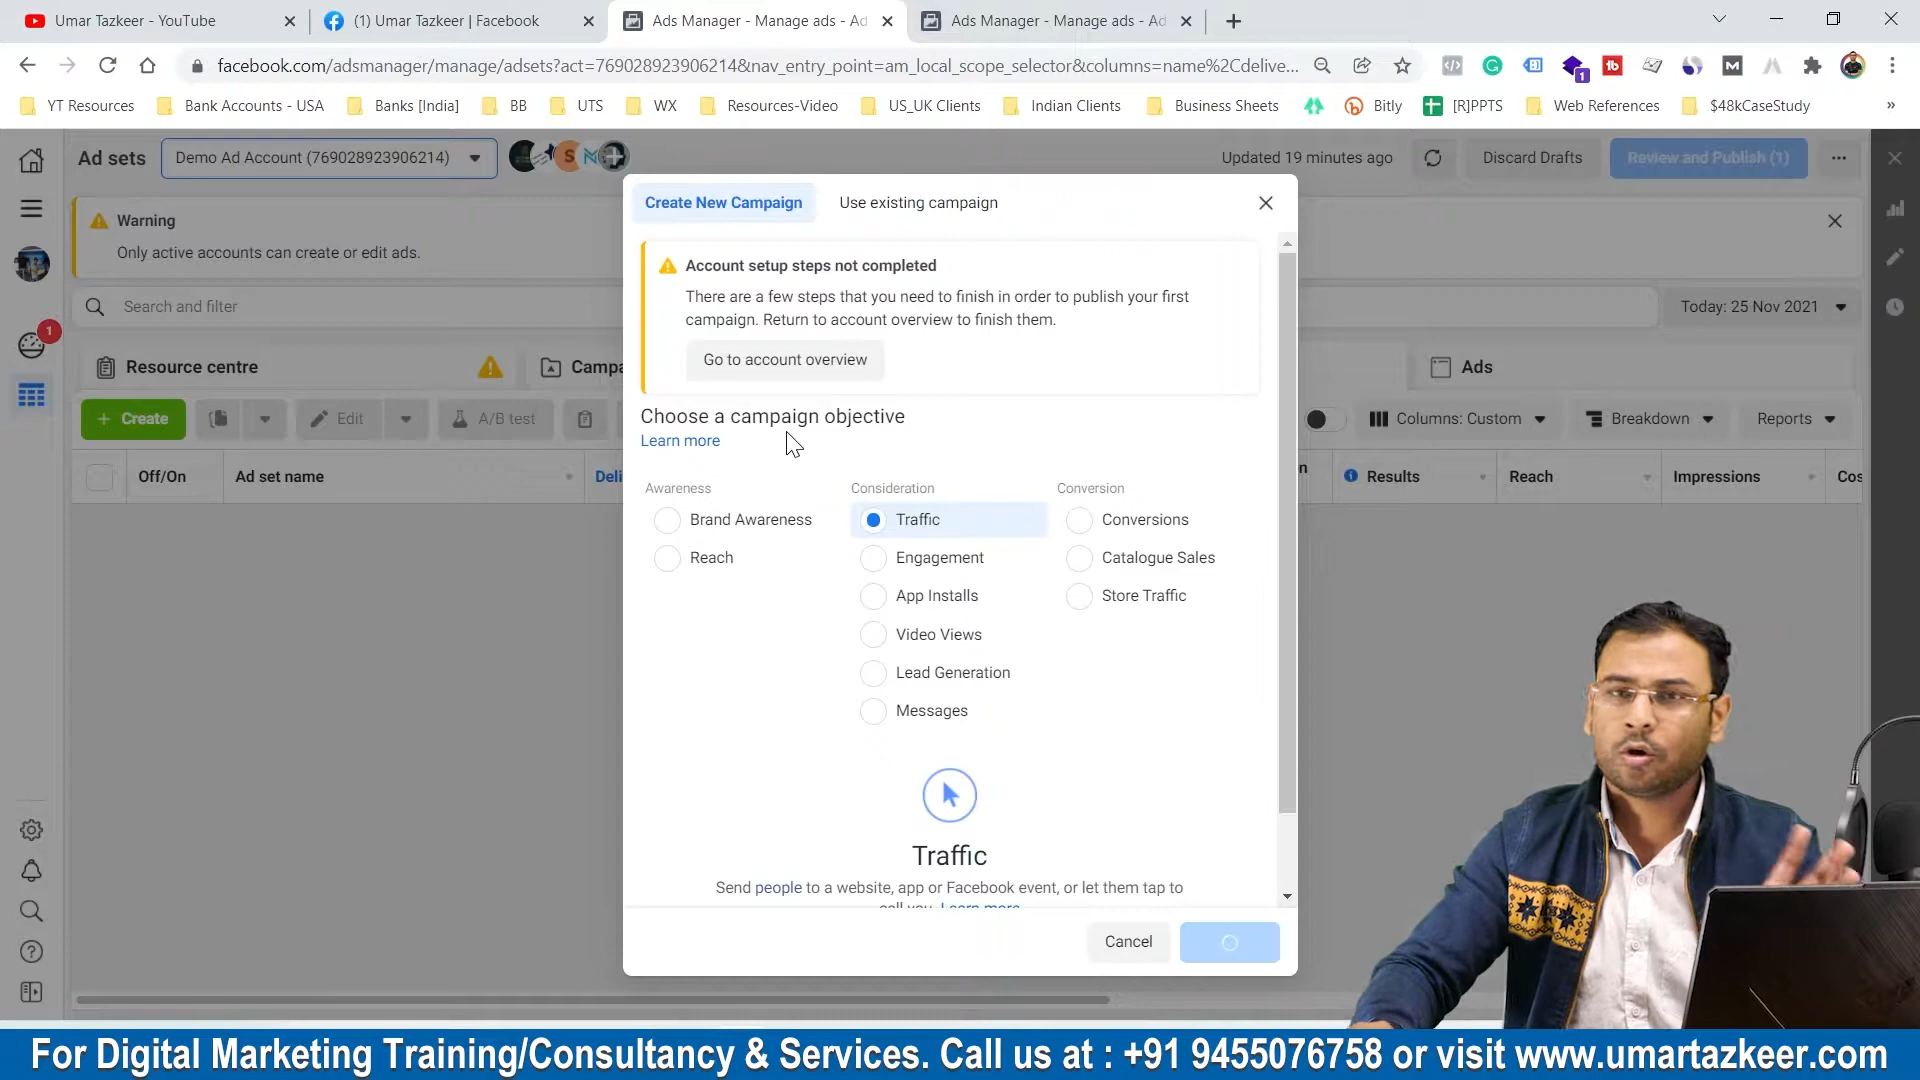 Umar Tazkeer - YouTube
(1) Umar Tazkeer | Facebook
Ads Manager - Manage ads - Ad
Ads Manager - Manage ads - Ad
facebook.com/adsmanager/manage/adsets?act=769028923906214&nav_entry_point=am_local_scope_selector&columns=name%2Cdelive...
YT Resources
Bank Accounts - USA
Banks [India]
BB
UTS
WX
Resources-Video
US_UK Clients
Indian Clients
Business Sheets
Bitly
[R]PPTS
Web References
$48kCaseStudy
Ad sets
Demo Ad Account (769028923906214)
Updated 19 minutes ago
Discard Drafts
Review and Publish (1)
Warning
Only active accounts can create or edit ads.
Search and filter
Today: 25 Nov 2021
1
Resource centre
Campa
Ads
+ Create
Edit
A/B test
Columns: Custom
Breakdown
Reports
Off/On
Ad set name
Deli
n
Results
Reach
Impressions
Cos
Create New Campaign
Use existing campaign
Account setup steps not completed
There are a few steps that you need to finish in order to publish your first
campaign. Return to account overview to finish them.
Go to account overview
Choose a campaign objective
Learn more
Awareness
Brand Awareness
Reach
Consideration
Traffic
Engagement
App Installs
Video Views
Lead Generation
Messages
Conversion
Conversions
Catalogue Sales
Store Traffic
Traffic
Send people to a website, app or Facebook event, or let them tap to
call you. Learn more
Cancel
For Digital Marketing Training/Consultancy & Services. Call us at : +91 9455076758 or visit www.umartazkeer.com